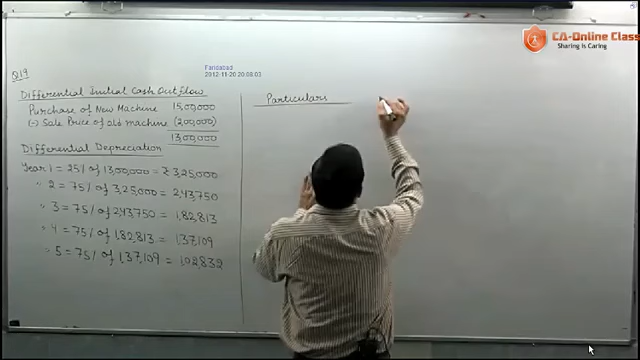 CA-Online Class
Sharing is Caring
Faridabad
2012-11-20 20:08:03
Q19
Differential Initial Cash Outflow
Purchase of New Machine 15,00,000
(-) Sale Price of Old machine (2,00,000)
13,00,000
Differential Depreciation
Year 1 = 25% of 13,00,000 = ₹ 3,25,000
" 2 = 75% of 3,25,000 = 2,43,750
" 3 = 75% of 2,43,750 = 1,82,813
" 4 = 75% of 1,82,813 = 1,37,109
" 5 = 75% of 1,37,109 = 1,02,832
Particulars